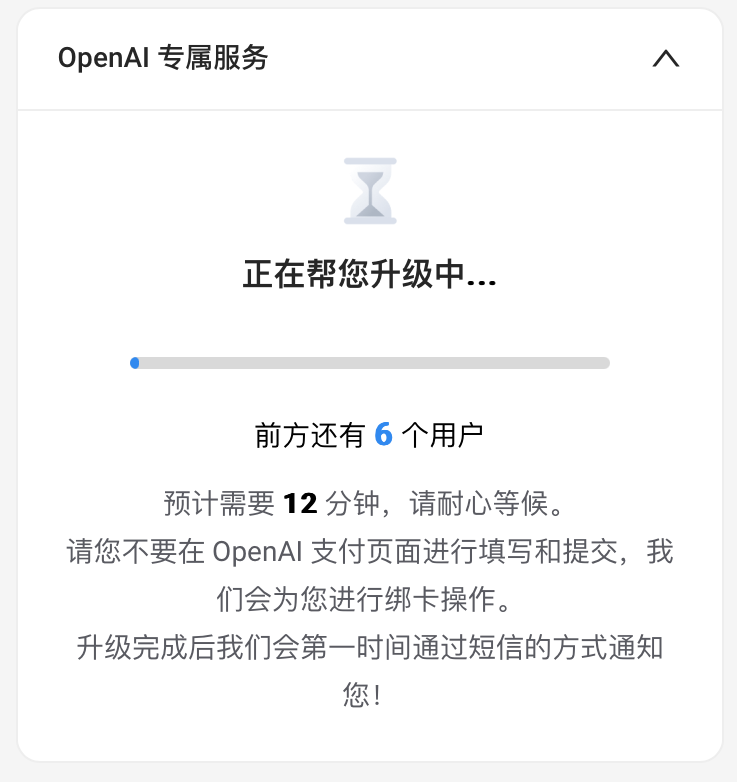 OpenAI 专属服务
正在帮您升级中...
前方还有 6 个用户
预计需要 12 分钟，请耐心等候。
请您不要在 OpenAI 支付页面进行填写和提交，我
们会为您进行绑卡操作。
升级完成后我们会第一时间通过短信的方式通知
您！